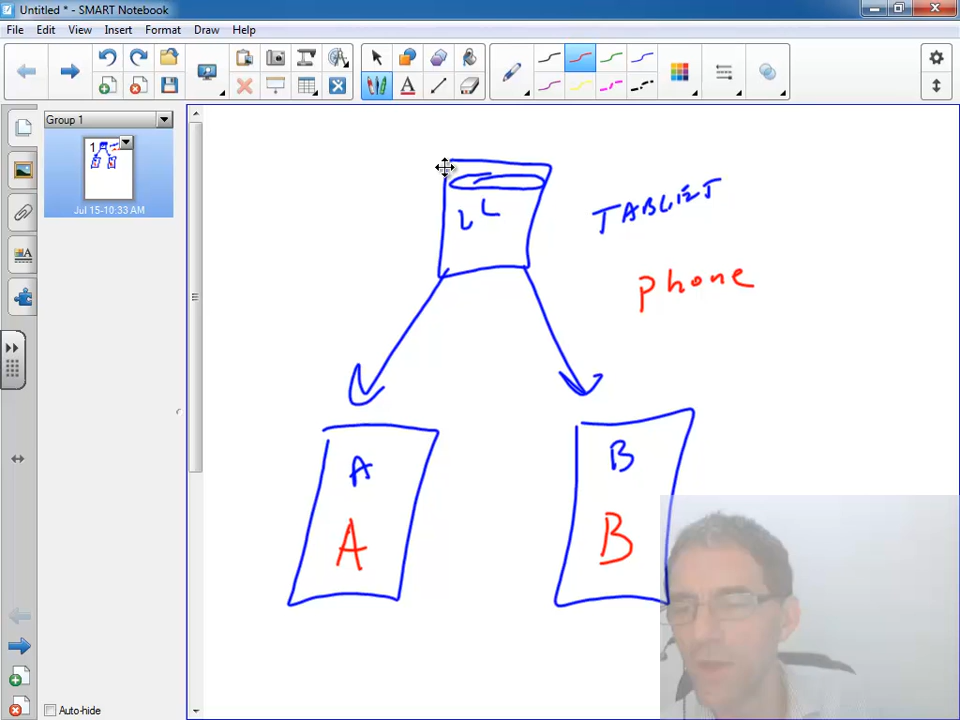 Untitled * - SMART Notebook
File Edit View Insert Format Draw Help
Group 1
1
Jul 15-10:33 AM
L L
TABLET
phone
A
B
A
B
Auto-hide